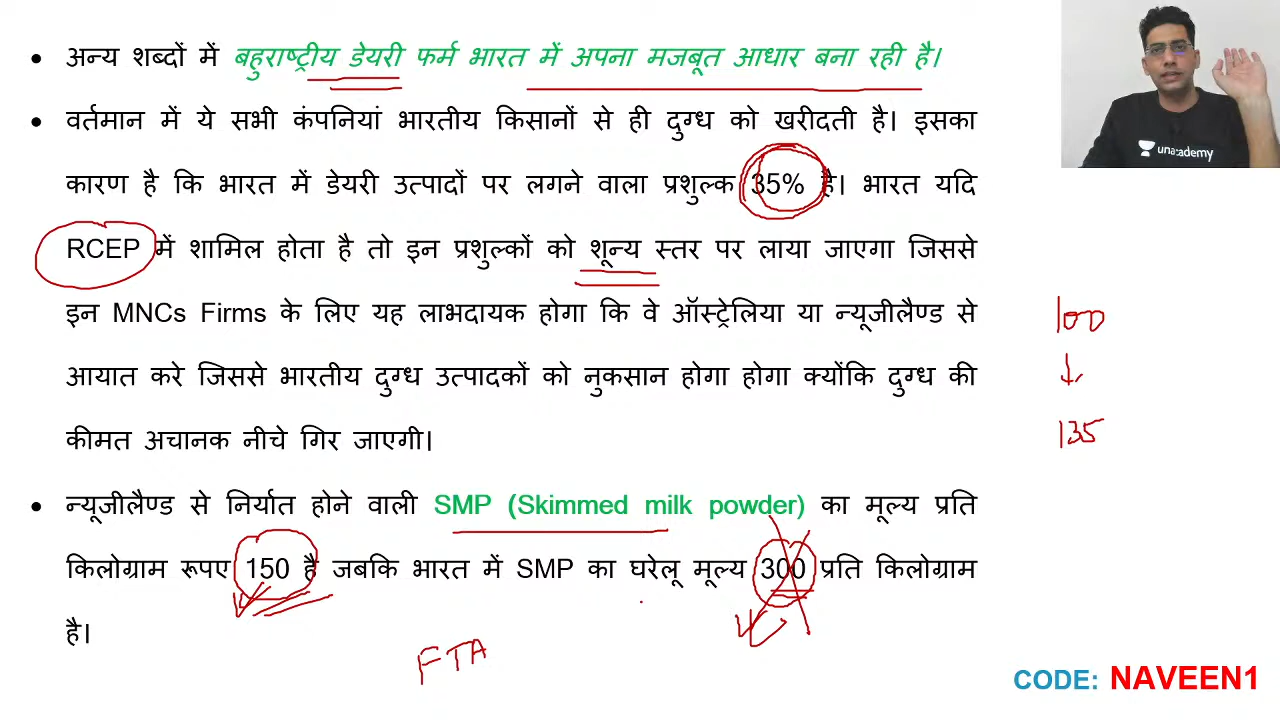 • अन्य शब्दों में बहुराष्ट्रीय डेयरी फर्म भारत में अपना मजबूत आधार बना रही है।
• वर्तमान में ये सभी कंपनियां भारतीय किसानों से ही दुग्ध को खरीदती है। इसका
कारण है कि भारत में डेयरी उत्पादों पर लगने वाला प्रशुल्क 35% है। भारत यदि
RCEP में शामिल होता है तो इन प्रशुल्कों को शून्य स्तर पर लाया जाएगा जिससे
इन MNCs Firms के लिए यह लाभदायक होगा कि वे ऑस्ट्रेलिया या न्यूजीलैण्ड से
आयात करे जिससे भारतीय दुग्ध उत्पादकों को नुकसान होगा होगा क्योंकि दुग्ध की
कीमत अचानक नीचे गिर जाएगी।
• न्यूजीलैण्ड से निर्यात होने वाली SMP (Skimmed milk powder) का मूल्य प्रति
किलोग्राम रूपए 150 है जबकि भारत में SMP का घरेलू मूल्य 300 प्रति किलोग्राम
है।
FTA
unacademy
100
↓
135
CODE: NAVEEN1